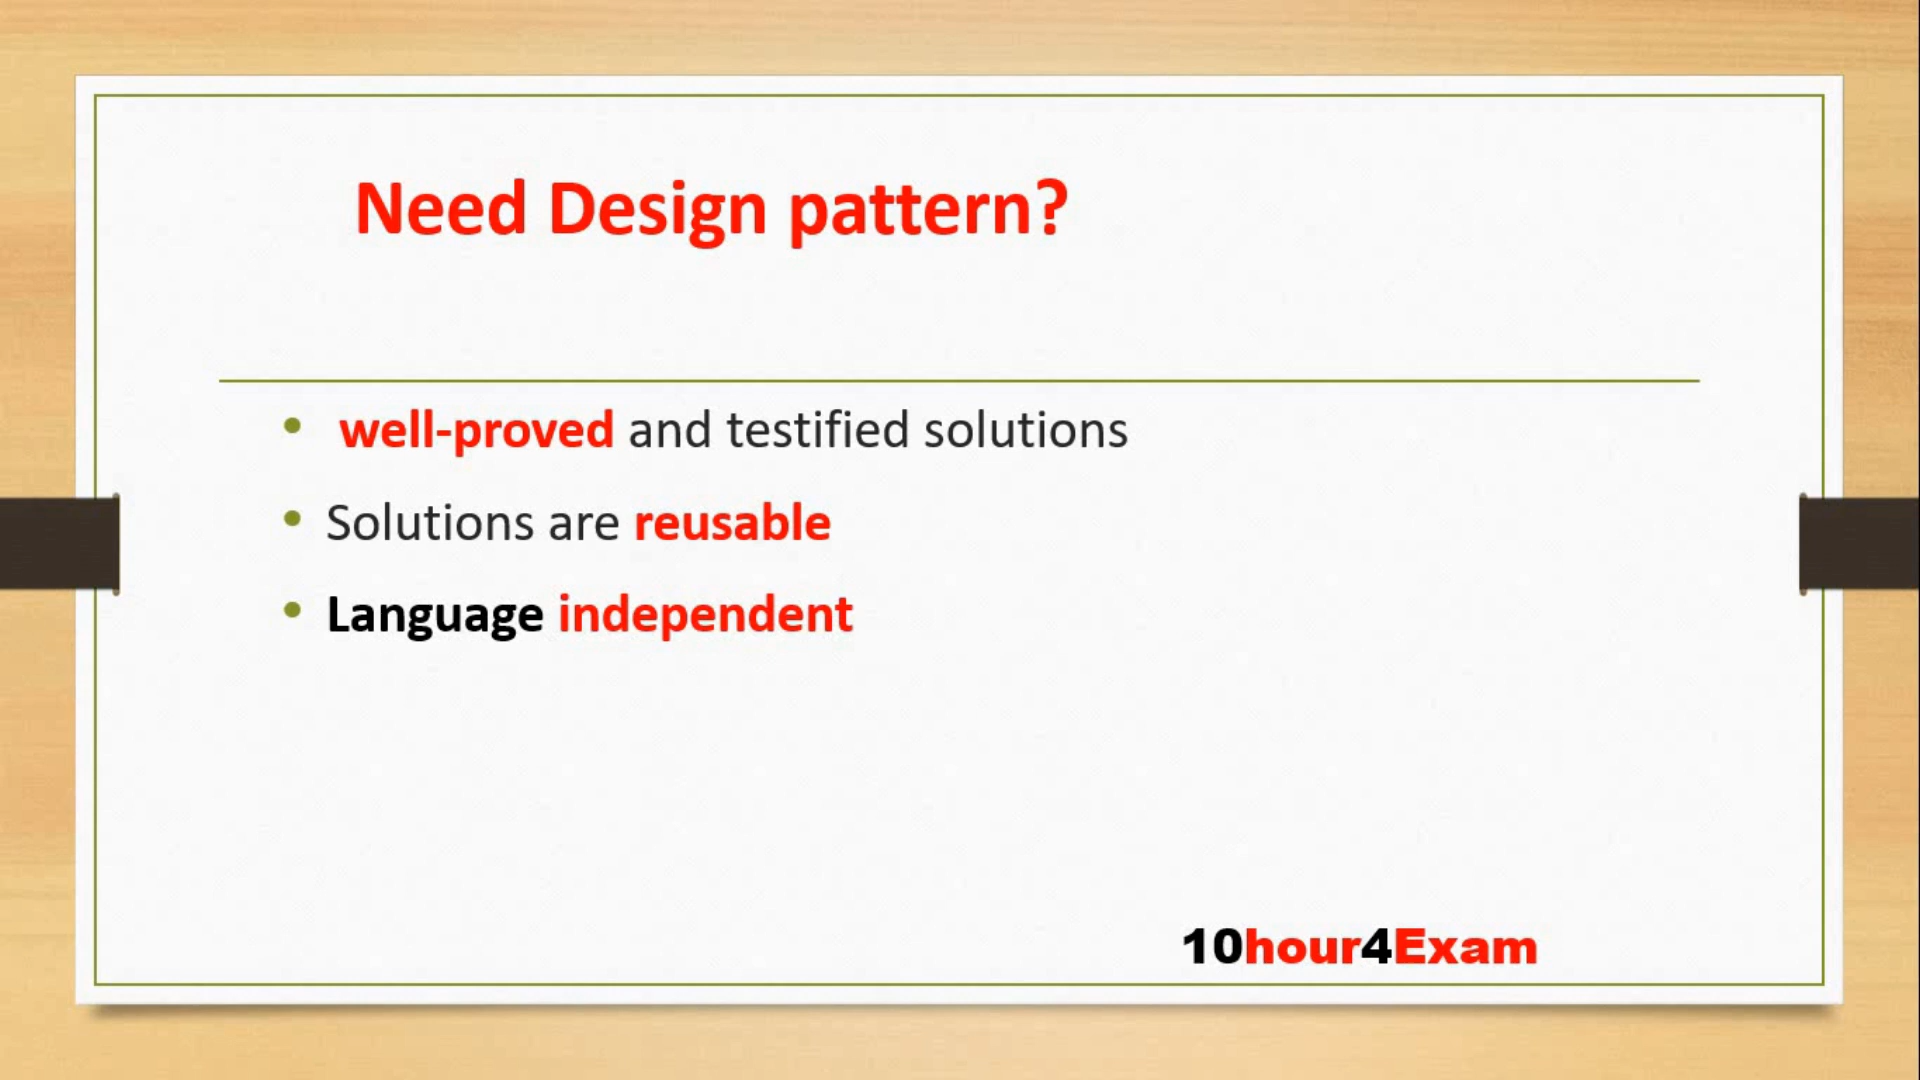 Need Design pattern?
• well-proved and testified solutions
• Solutions are reusable
• Language independent
10hour4Exam